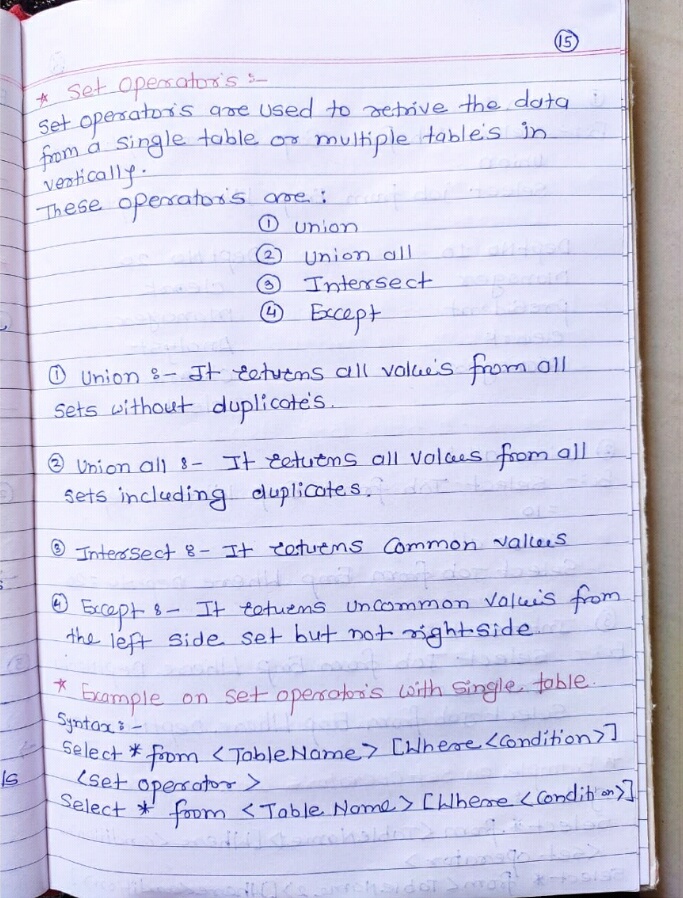 15
* Set operator's :-
Set operator's are used to retrive the data
from a single table or multiple table's in
vertically.
These operator's are :
① Union
② Union all
③ Intersect
④ Except
① Union :- It returns all value's from all
sets without duplicate's.
② Union all :- It returns all values from all
sets including duplicates.
③ Intersect :- It returns Common values
④ Except :- It returns uncommon value's from
the left side set but not rightside
* Example on set operator's with single table.
Syntax :-
Select * from <TableName> [Where <Condition>]
<set operator>
Select * from <Table Name> [Where <Condition>]